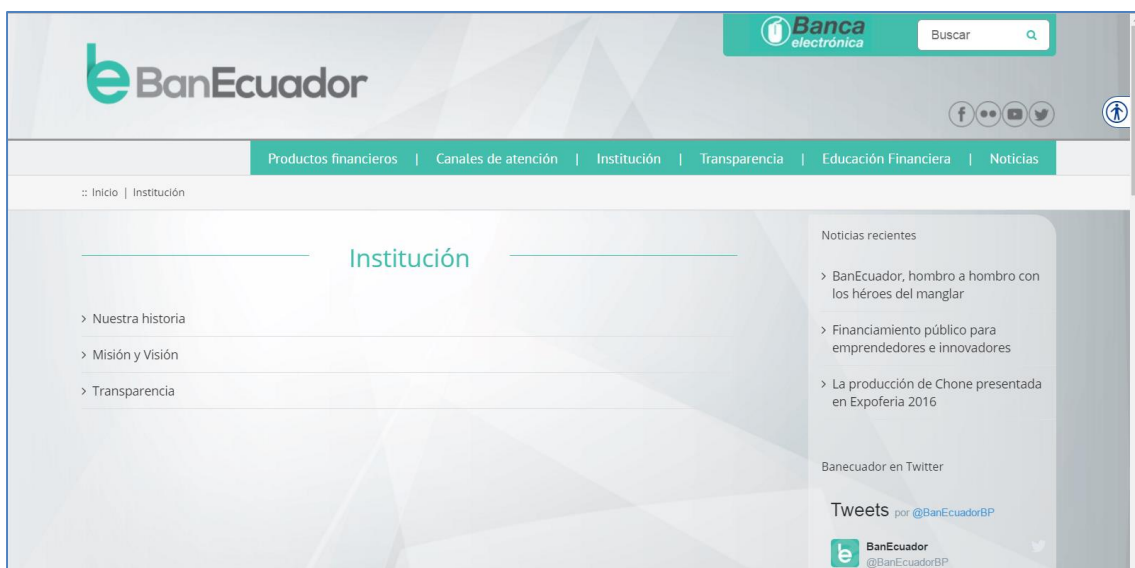 Banca
electrónica
Buscar
BanEcuador
Productos financieros | Canales de atención | Institución | Transparencia | Educación Financiera | Noticias
:: Inicio | Institución
Institución
> Nuestra historia
> Misión y Visión
> Transparencia
Noticias recientes
> BanEcuador, hombro a hombro con
los héroes del manglar
> Financiamiento público para
emprendedores e innovadores
> La producción de Chone presentada
en Expoferia 2016
Banecuador en Twitter
Tweets por @BanEcuadorBP
BanEcuador
@BanEcuadorBP